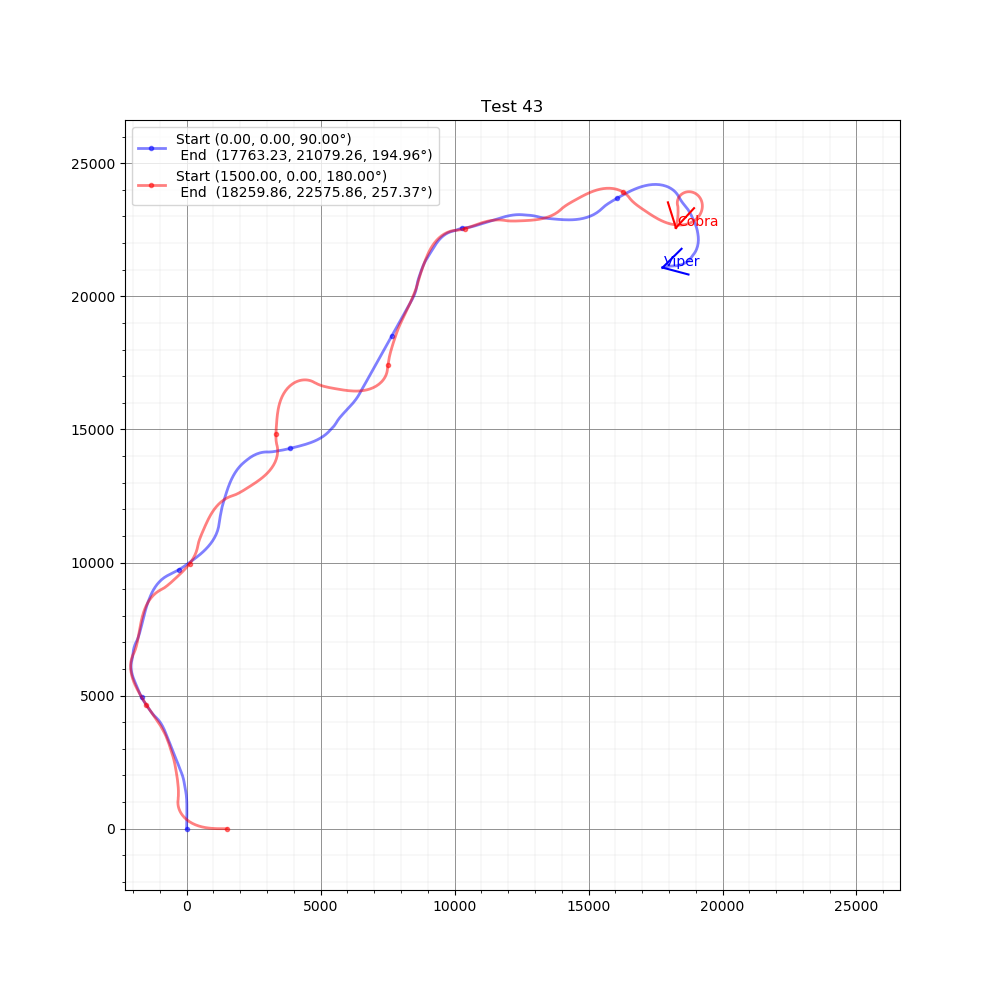 Test 43
Start (0.00, 0.00, 90.00°)
End (17763.23, 21079.26, 194.96°)
Start (1500.00, 0.00, 180.00°)
End (18259.86, 22575.86, 257.37°)
25000
20000
15000
10000
5000
0
Cobra
Viper
0 5000 10000 15000 20000 25000